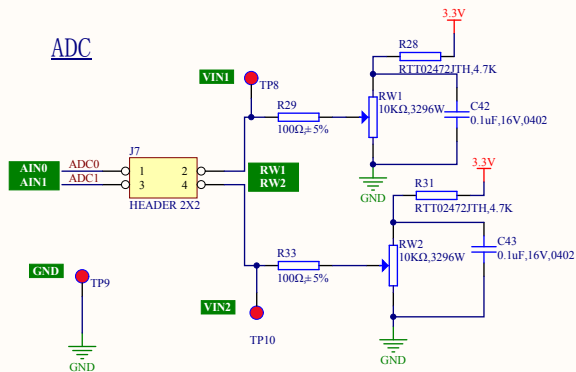 ADC
3.3V
R28
RTT02472JTH,4.7K
VIN1
TP8
R29
100Ω,±5%
RW1
10KΩ,3296W
C42
0.1uF,16V,0402
GND
J7
AIN0
ADC0
1
2
RW1
AIN1
ADC1
3
4
RW2
HEADER 2X2
3.3V
R31
RTT02472JTH,4.7K
R33
100Ω,±5%
RW2
10KΩ,3296W
C43
0.1uF,16V,0402
GND
TP9
VIN2
TP10
GND
GND